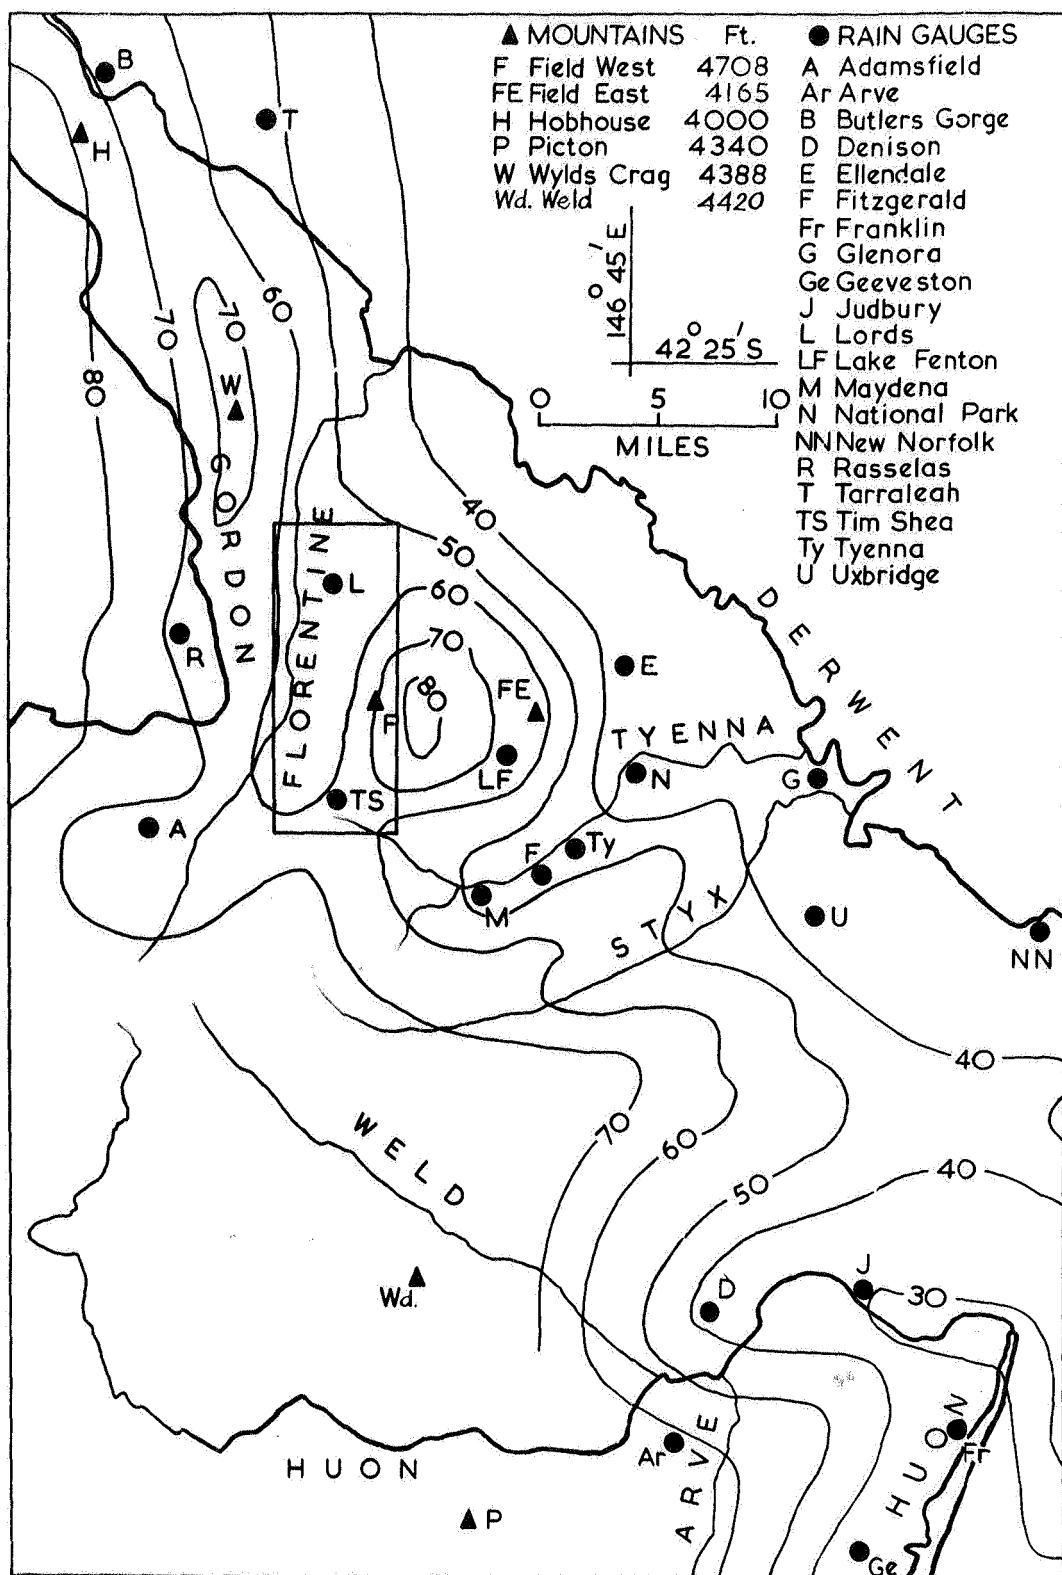 ▲ MOUNTAINS Ft.
F Field West 4708
FE Field East 4165
H Hobhouse 4000
P Picton 4340
W Wylds Crag 4388
Wd. Weld 4420
● RAIN GAUGES
A Adamsfield
Ar Arve
B Butlers Gorge
D Denison
E Ellendale
F Fitzgerald
Fr Franklin
G Glenora
Ge Geeveston
J Judbury
L Lords
LF Lake Fenton
M Maydena
N National Park
NN New Norfolk
R Rasselas
T Tarraleah
TS Tim Shea
Ty Tyenna
U Uxbridge
146° 45′ E
42° 25′ S
0 5 10
MILES
B
T
H
70
60
70
80
W
GORDON
40
50
FLORENTINE
L
60
DERWENT
R
70
E
80
FE
F
TYENNA
LF
N
G
TS
A
Ty
F
M
STYX
U
NN
40
WELD
70
60
40
50
Wd.
D
J
30
HUON
Ar
ARVE
HUON
Fr
P
Ge